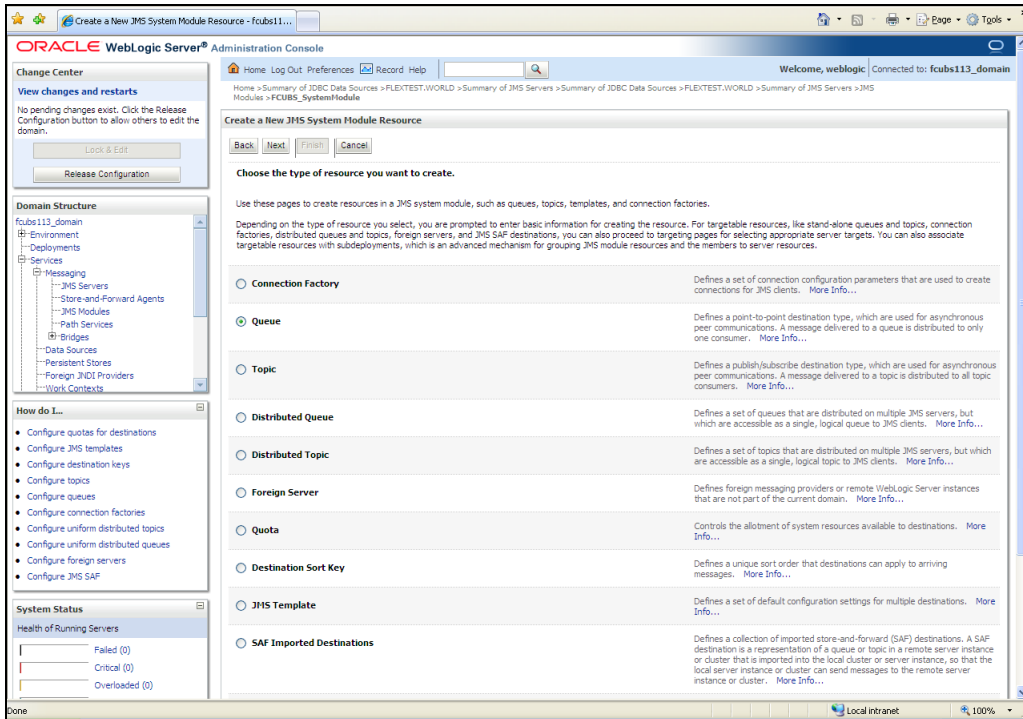 Create a New JMS System Module Resource - fcubs11...
Page
Tools
ORACLE WebLogic Server® Administration Console
Change Center
View changes and restarts
No pending changes exist. Click the Release
Configuration button to allow others to edit the
domain.
Lock & Edit
Release Configuration
Domain Structure
fcubs113_domain
Environment
Deployments
Services
Messaging
JMS Servers
Store-and-Forward Agents
JMS Modules
Path Services
Bridges
Data Sources
Persistent Stores
Foreign JNDI Providers
Work Contexts
How do I...
Configure quotas for destinations
Configure JMS templates
Configure destination keys
Configure topics
Configure queues
Configure connection factories
Configure uniform distributed topics
Configure uniform distributed queues
Configure foreign servers
Configure JMS SAF
System Status
Health of Running Servers
Failed (0)
Critical (0)
Overloaded (0)
Home Log Out Preferences Record Help
Welcome, weblogic Connected to: fcubs113_domain
Home >Summary of JDBC Data Sources >FLEXTEST.WORLD >Summary of JMS Servers >Summary of JDBC Data Sources >FLEXTEST.WORLD >Summary of JMS Servers >JMS
Modules >FCUBS_SystemModule
Create a New JMS System Module Resource
Back Next Finish Cancel
Choose the type of resource you want to create.
Use these pages to create resources in a JMS system module, such as queues, topics, templates, and connection factories.
Depending on the type of resource you select, you are prompted to enter basic information for creating the resource. For targetable resources, like stand-alone queues and topics, connection
factories, distributed queues and topics, foreign servers, and JMS SAF destinations, you can also proceed to targeting pages for selecting appropriate server targets. You can also associate
targetable resources with subdeployments, which is an advanced mechanism for grouping JMS module resources and the members to server resources.
Connection Factory
Defines a set of connection configuration parameters that are used to create
connections for JMS clients. More Info...
Queue
Defines a point-to-point destination type, which are used for asynchronous
peer communications. A message delivered to a queue is distributed to only
one consumer. More Info...
Topic
Defines a publish/subscribe destination type, which are used for asynchronous
peer communications. A message delivered to a topic is distributed to all topic
consumers. More Info...
Distributed Queue
Defines a set of queues that are distributed on multiple JMS servers, but
which are accessible as a single, logical queue to JMS clients. More Info...
Distributed Topic
Defines a set of topics that are distributed on multiple JMS servers, but which
are accessible as a single, logical topic to JMS clients. More Info...
Foreign Server
Defines foreign messaging providers or remote WebLogic Server instances
that are not part of the current domain. More Info...
Quota
Controls the allotment of system resources available to destinations. More
Info...
Destination Sort Key
Defines a unique sort order that destinations can apply to arriving
messages. More Info...
JMS Template
Defines a set of default configuration settings for multiple destinations. More
Info...
SAF Imported Destinations
Defines a collection of imported store-and-forward (SAF) destinations. A SAF
destination is a representation of a queue or topic in a remote server instance
or cluster that is imported into the local cluster or server instance, so that the
local server instance or cluster can send messages to the remote server
instance or cluster. More Info...
Done
Local intranet
100%